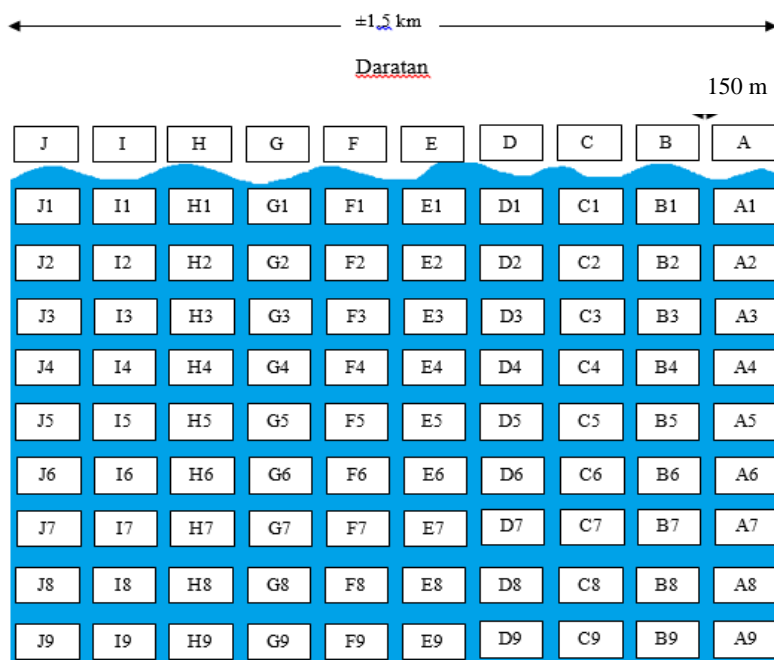 ±1,5 km
Daratan
150 m
J I H G F E D C B A
J1 I1 H1 G1 F1 E1 D1 C1 B1 A1
J2 I2 H2 G2 F2 E2 D2 C2 B2 A2
J3 I3 H3 G3 F3 E3 D3 C3 B3 A3
J4 I4 H4 G4 F4 E4 D4 C4 B4 A4
J5 I5 H5 G5 F5 E5 D5 C5 B5 A5
J6 I6 H6 G6 F6 E6 D6 C6 B6 A6
J7 I7 H7 G7 F7 E7 D7 C7 B7 A7
J8 I8 H8 G8 F8 E8 D8 C8 B8 A8
J9 I9 H9 G9 F9 E9 D9 C9 B9 A9